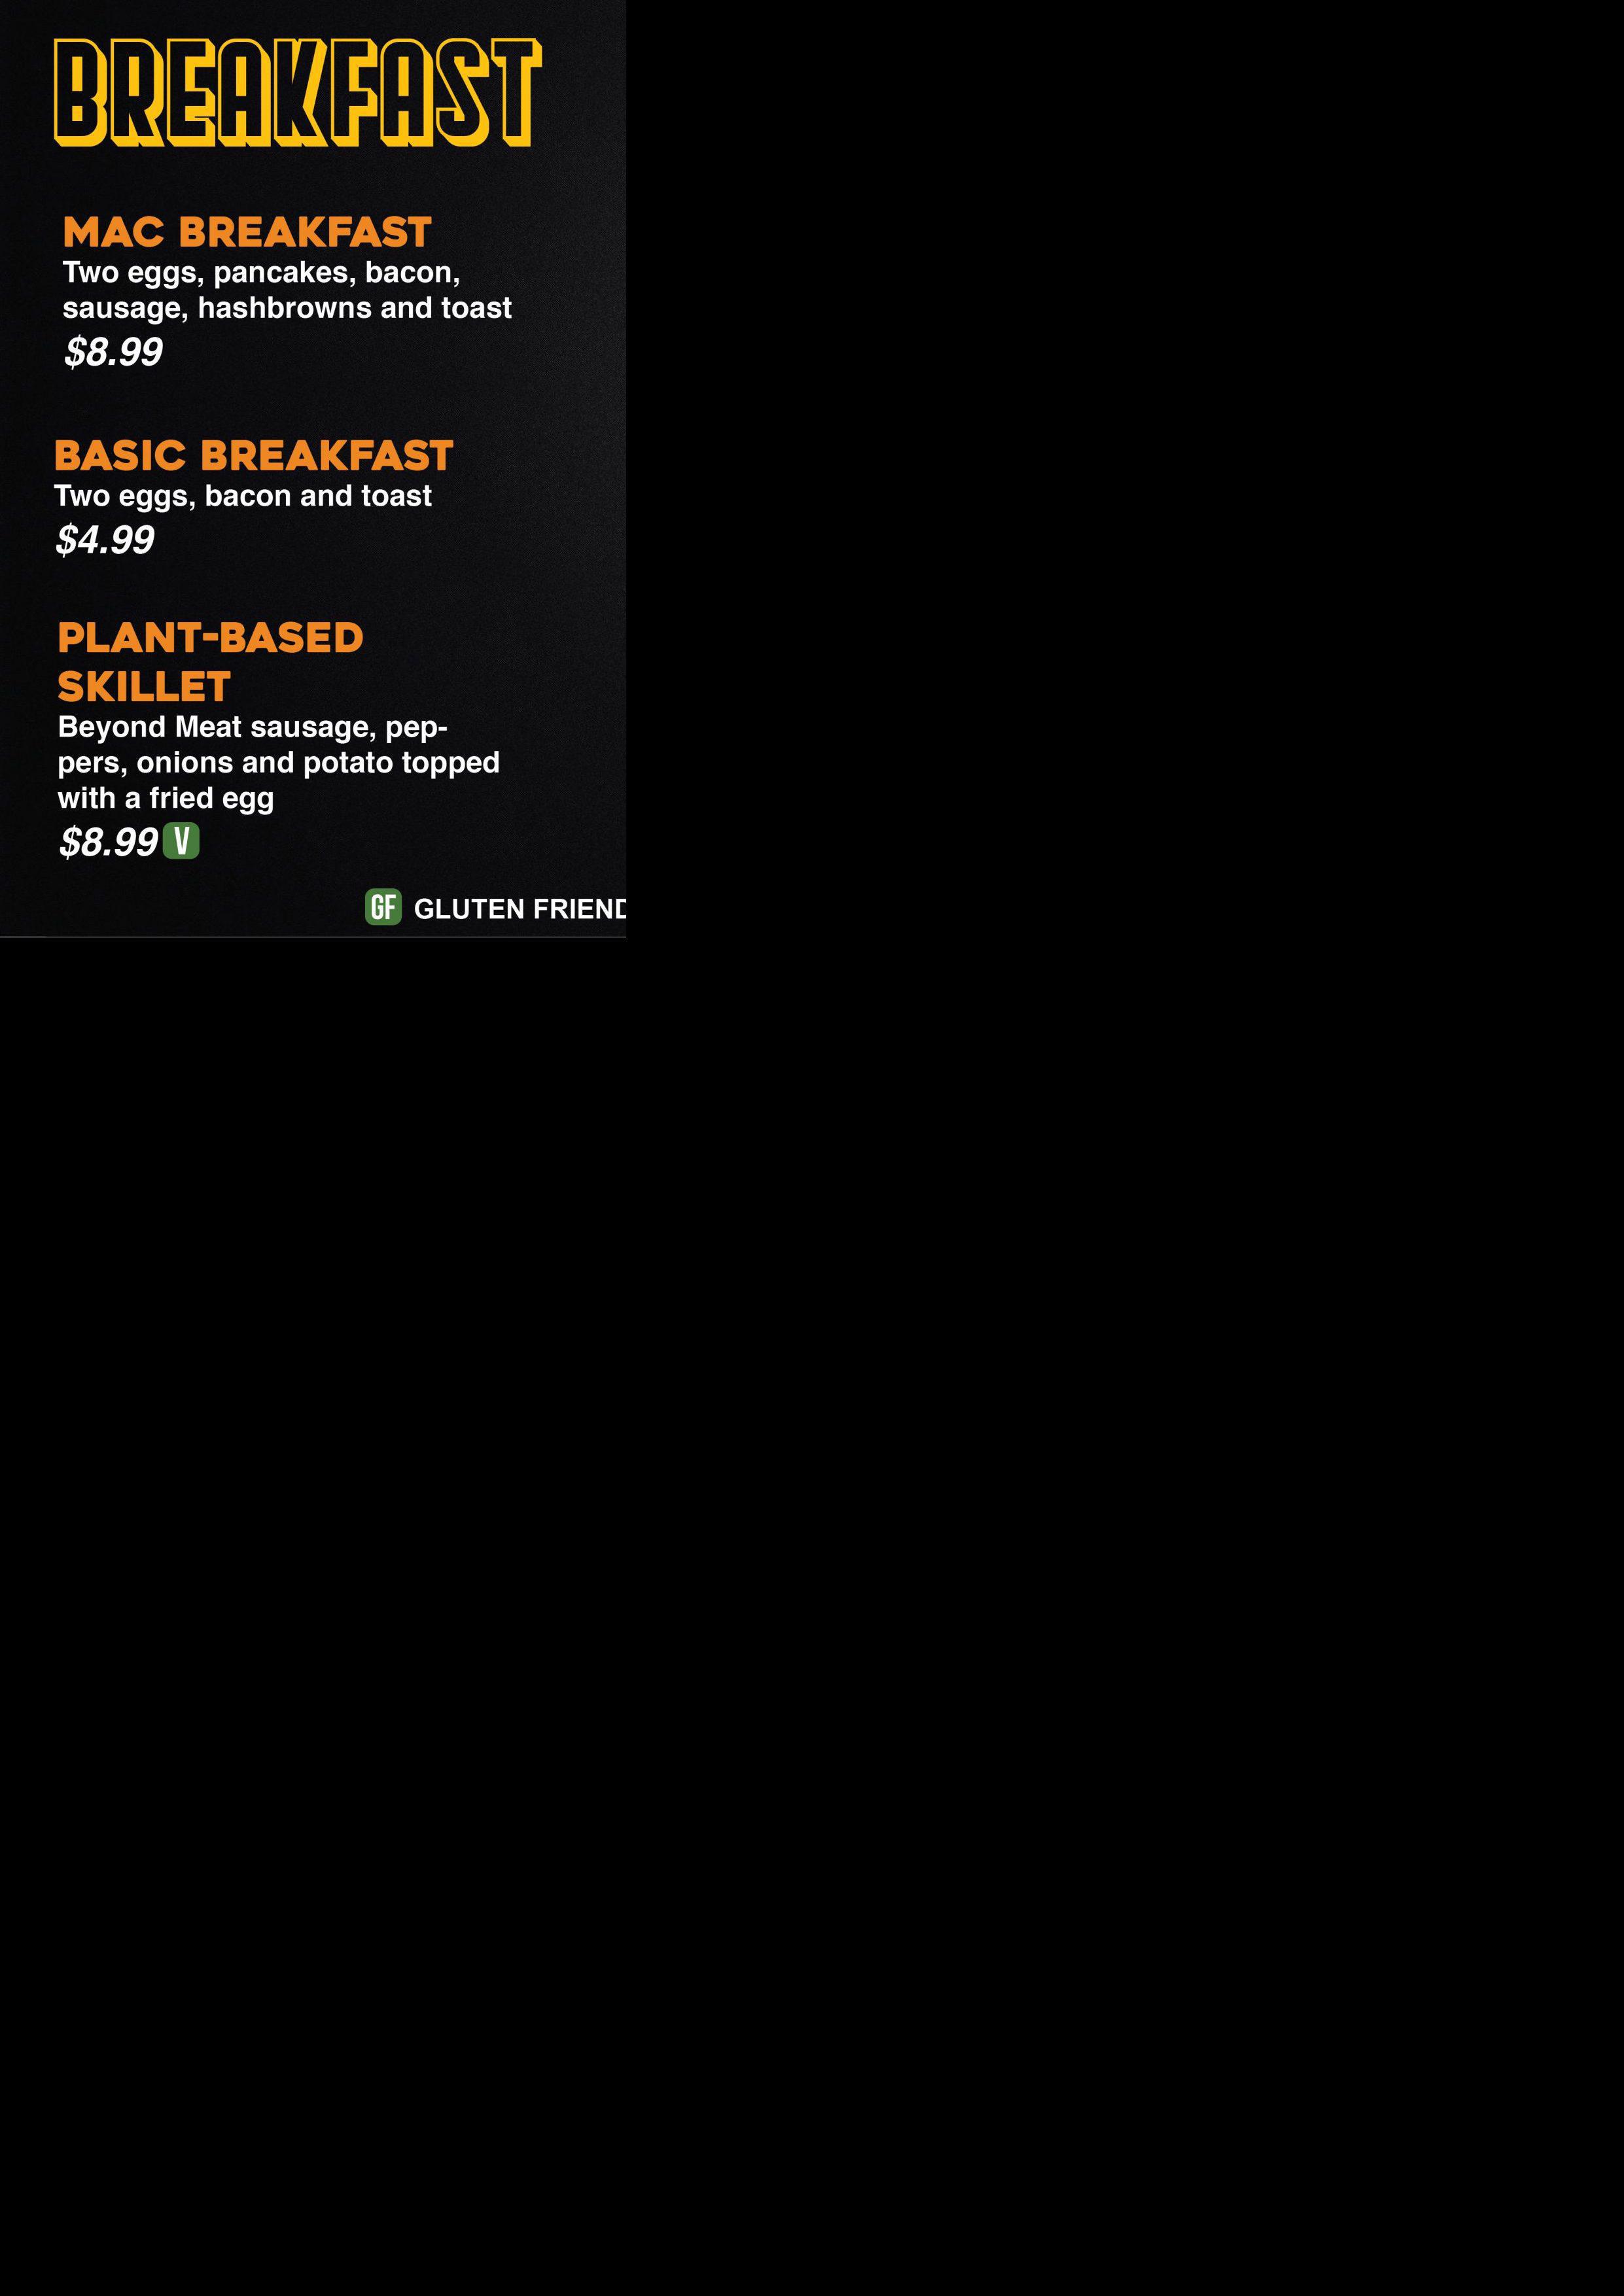 BREAKFAST
MAC BREAKFAST
Two eggs, pancakes, bacon,
sausage, hashbrowns and toast
$8.99
BASIC BREAKFAST
Two eggs, bacon and toast
$4.99
PLANT-BASED
SKILLET
Beyond Meat sausage, pep-
pers, onions and potato topped
with a fried egg
$8.99 V
GF GLUTEN FRIEND